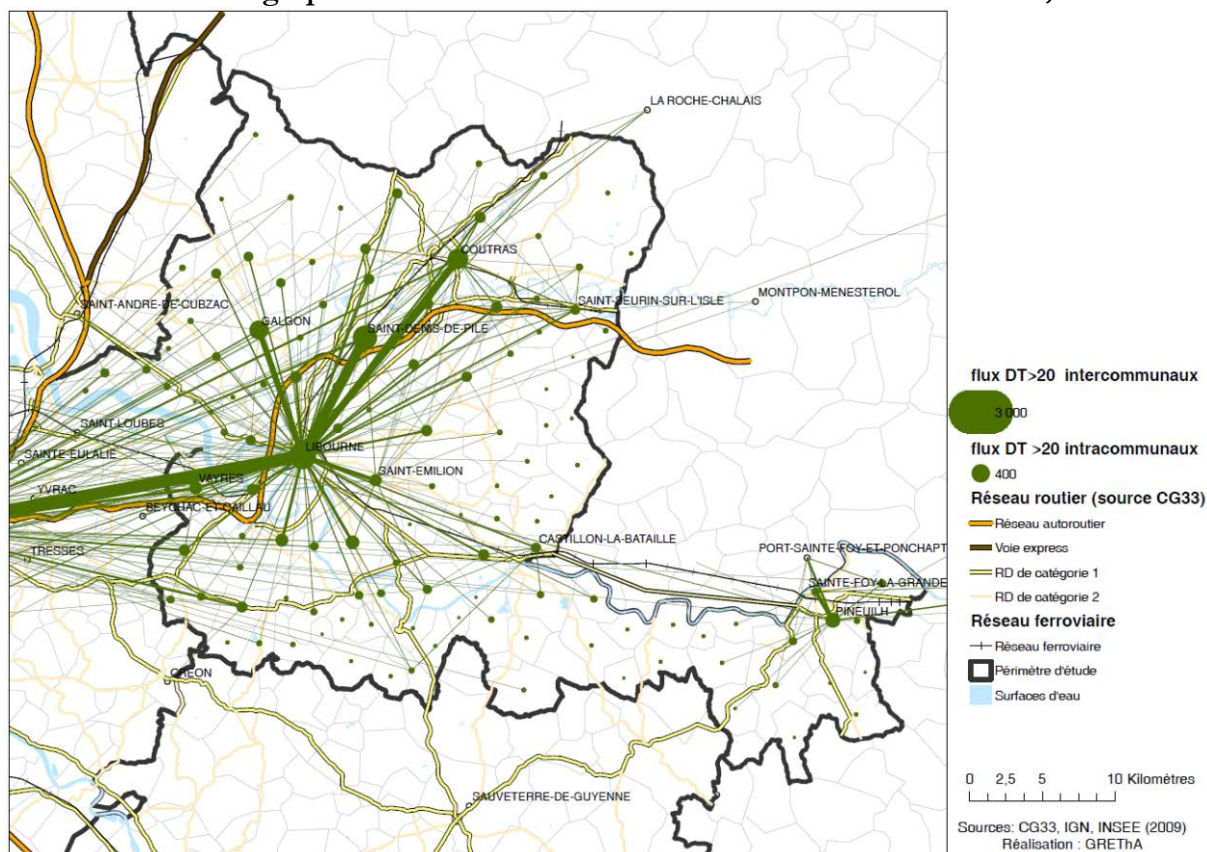 LA ROCHE-CHALAIS
COUTRAS
MONTPON-MENESTEROL
SAINT-ANDRE-DE-CUBZAC
SAINT-SEURIN-SUR-L'ISLE
GALGON
SAINT-DENIS-DE-PILE
SAINT-LOUBES
LIBOURNE
SAINTE-EULALIE
SAINT-EMILION
VAYRES
YVRAC
BEYCHAC-ET-CAILLAU
TRESSES
CASTILLON-LA-BATAILLE
PORT-SAINTE-FOY-ET-PONCHAPT
SAINTE-FOY-LA-GRANDE
PINEUILH
CREON
SAUVETERRE-DE-GUYENNE
flux DT>20 intercommunaux
3 000
flux DT >20 intracommunaux
400
Réseau routier (source CG33)
Réseau autoroutier
Voie express
RD de catégorie 1
RD de catégorie 2
Réseau ferroviaire
Réseau ferroviaire
Périmètre d'étude
Surfaces d'eau
0 2,5 5 10 Kilomètres
Sources: CG33, IGN, INSEE (2009)
Réalisation : GREThA